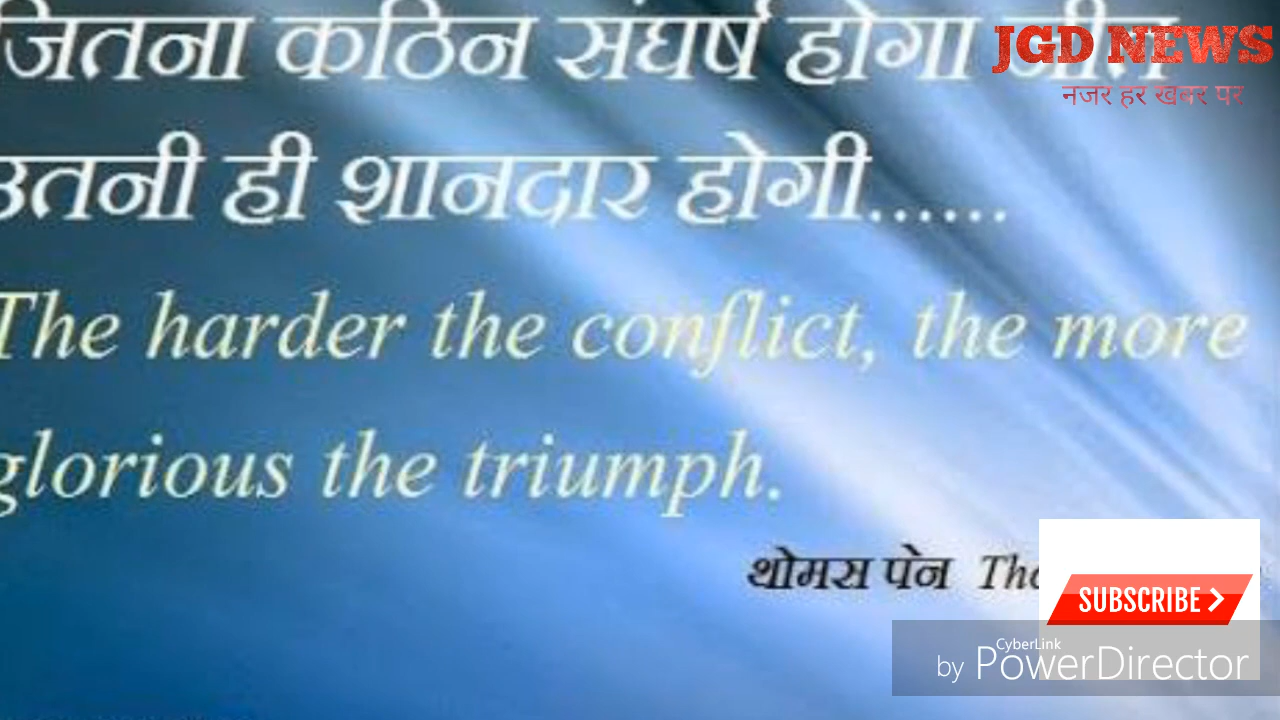 जितना कठिन संघर्ष होगा जीत
JGD NEWS
नजर हर खबर पर
उतनी ही शानदार होगी......
The harder the conflict, the more
glorious the triumph.
थोमस पेन
SUBSCRIBE
CyberLink
by PowerDirector